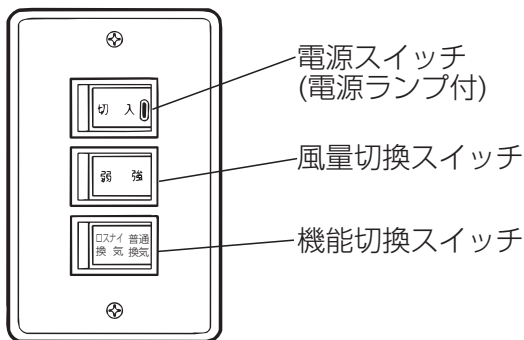 電源スイッチ
(電源ランプ付)
切 入
風量切換スイッチ
弱 強
機能切換スイッチ
ロスナイ 普通
換 気 換気